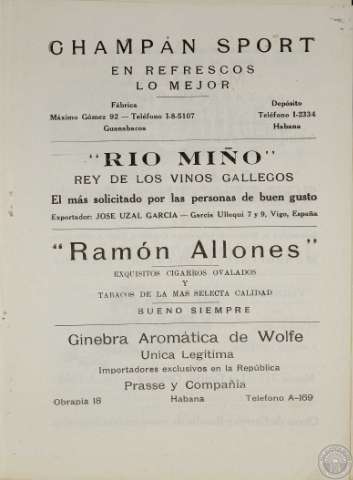 CHAMPÁN SPORT
EN REFRESCOS
LO MEJOR
Fábrica
Máximo Gómez 92 — Teléfono I-8-5107
Guanabacoa
Depósito
Teléfono I-2334
Habana
"RIO MIÑO"
REY DE LOS VINOS GALLEGOS
El más solicitado por las personas de buen gusto
Exportador: JOSE UZAL GARCIA — García Ulloqui 7 y 9, Vigo, España
"Ramón Allones"
EXQUISITOS CIGARROS OVALADOS
Y
TABACOS DE LA MAS SELECTA CALIDAD
BUENO SIEMPRE
Ginebra Aromática de Wolfe
Unica Legítima
Importadores exclusivos en la República
Prasse y Compañía
Obrapía 18 Habana Telefono A-169